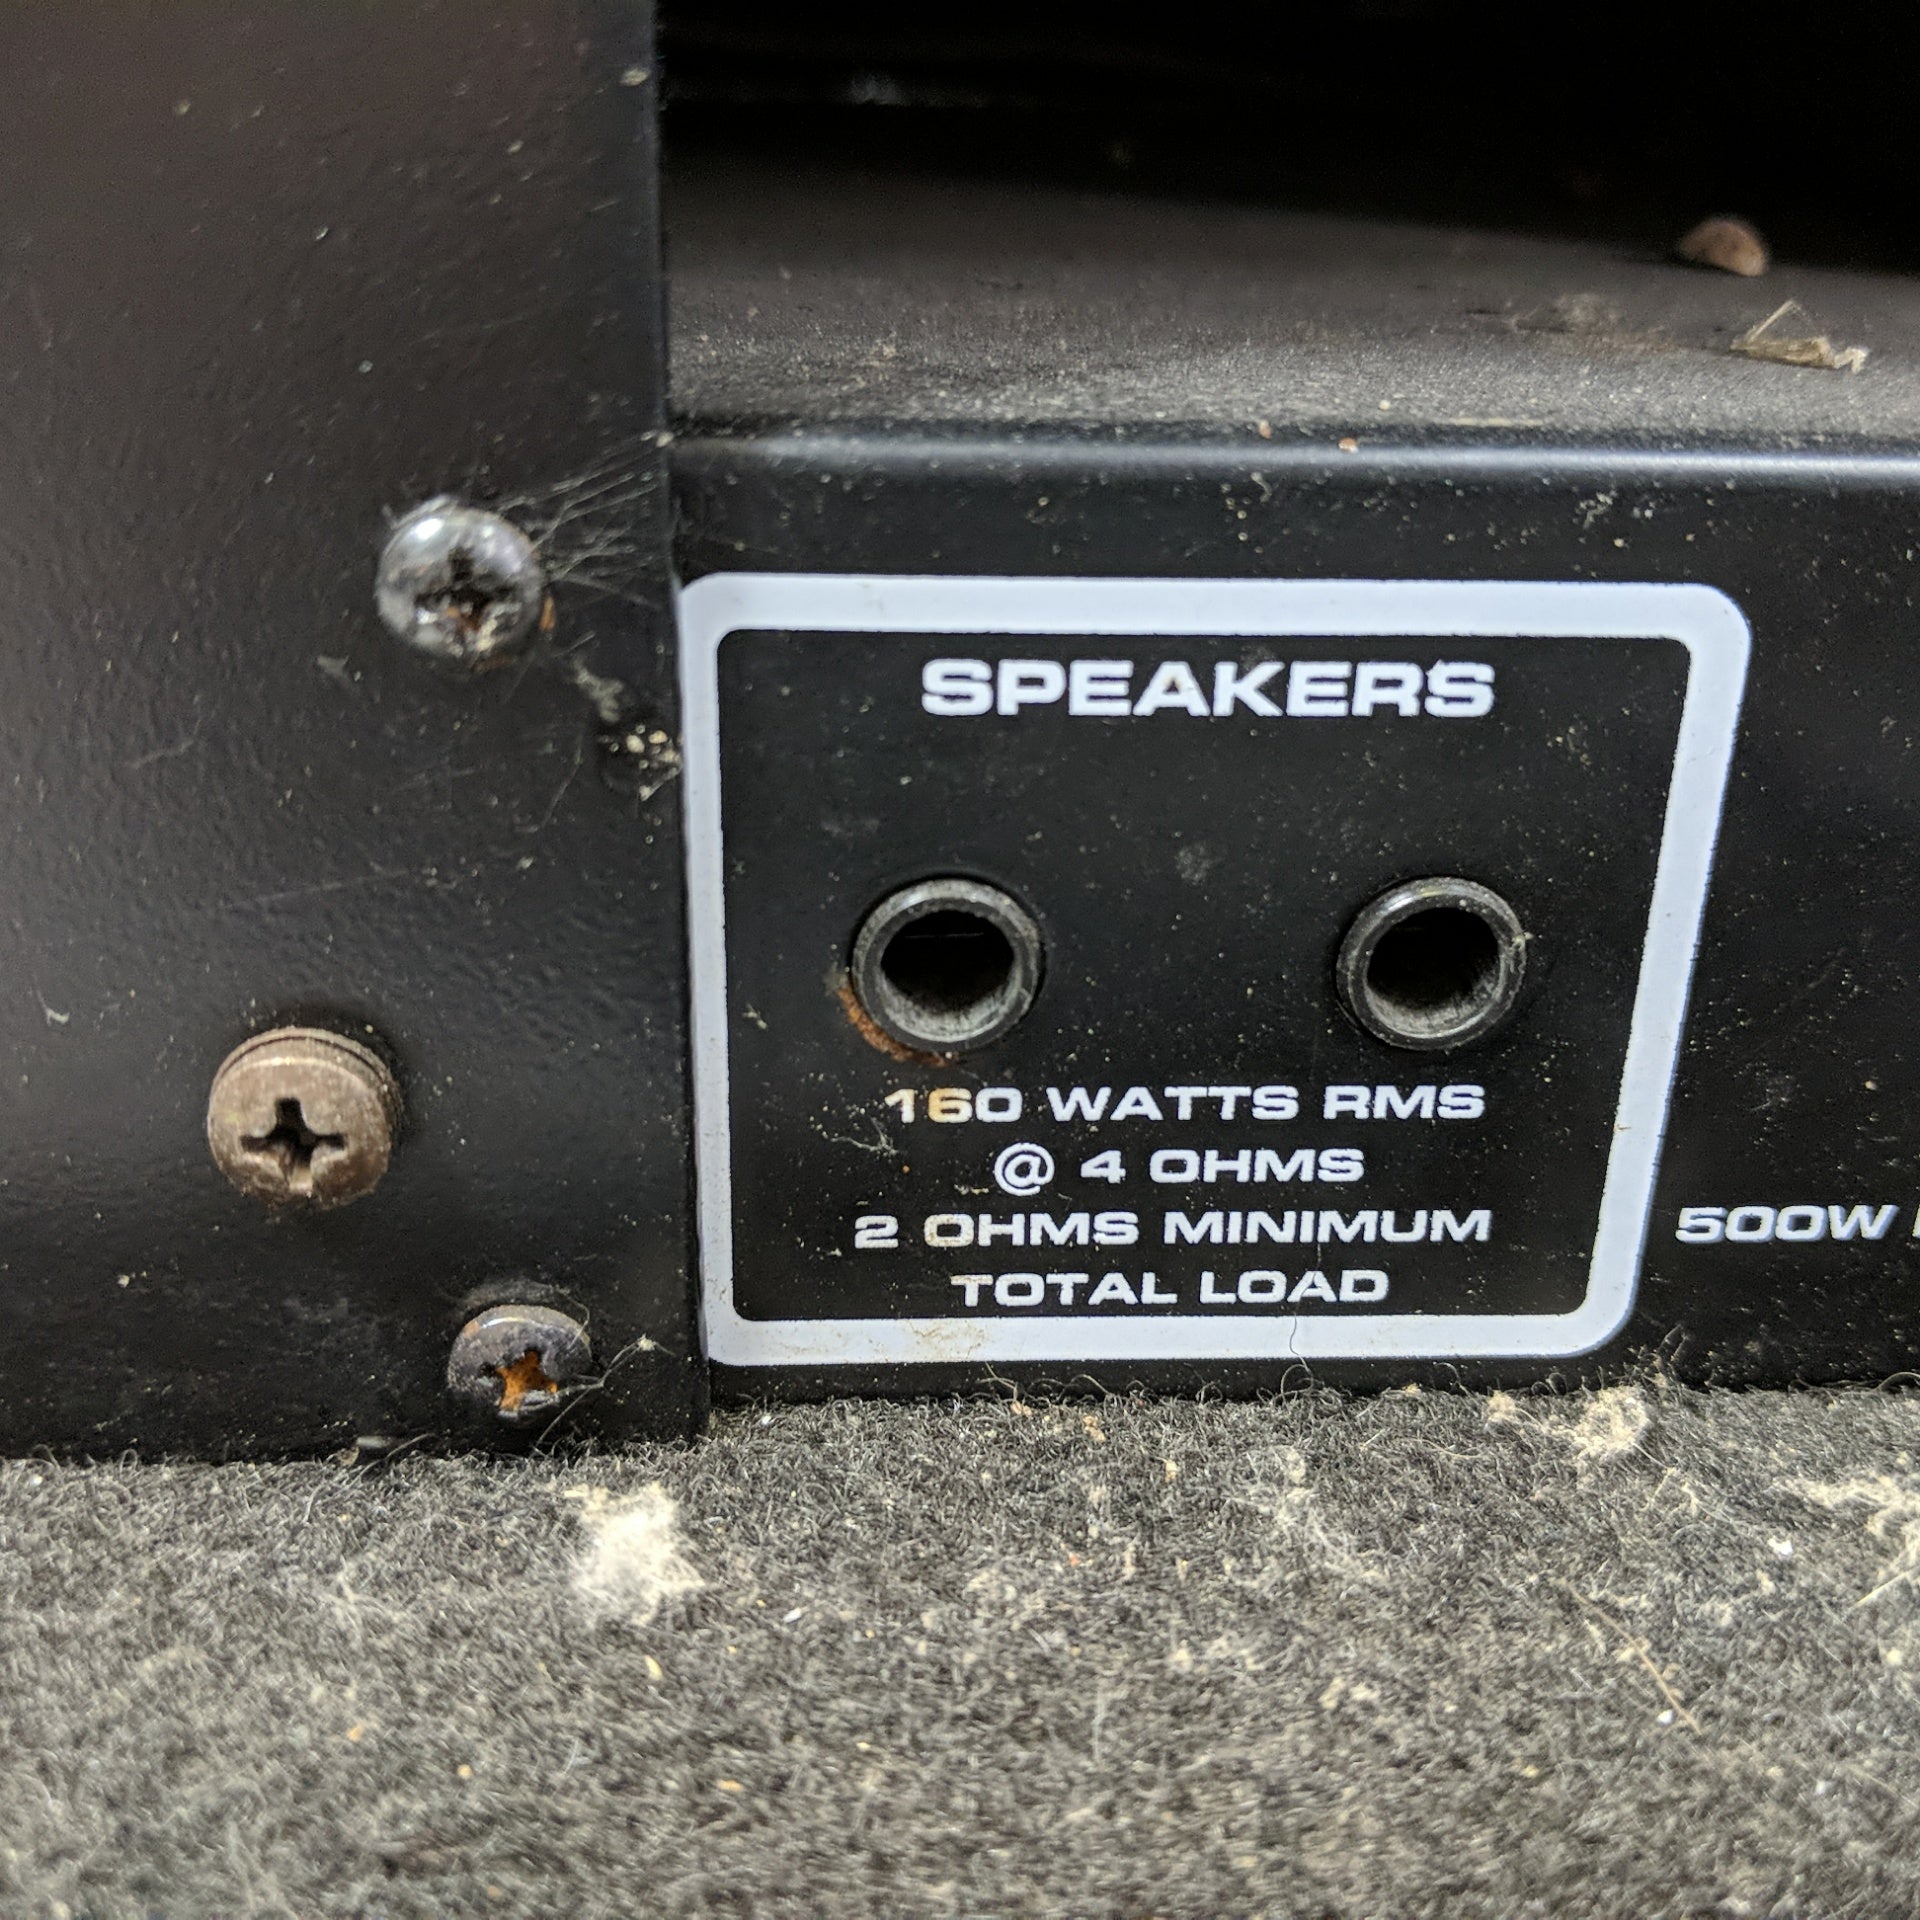 SPEAKERS
160 WATTS RMS
@ 4 OHMS
2 OHMS MINIMUM
TOTAL LOAD
500W